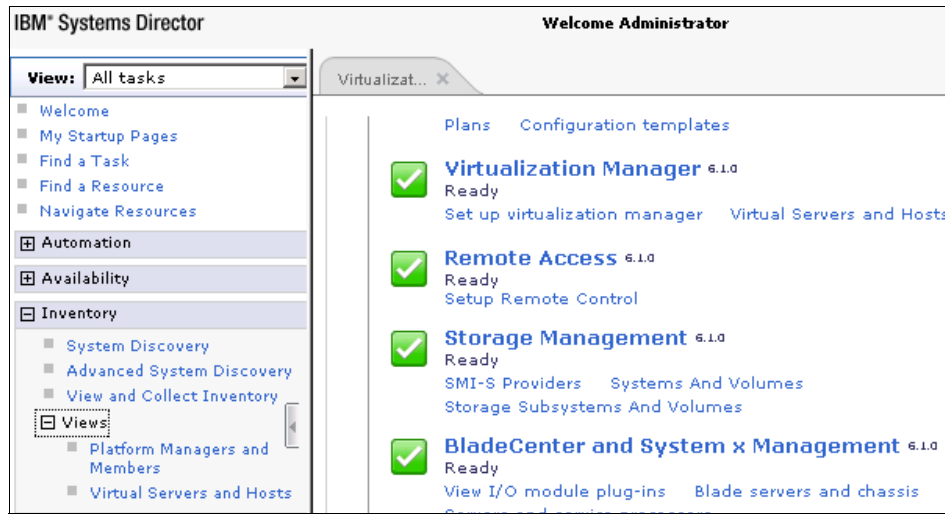 IBM® Systems Director
Welcome Administrator
View: All tasks
Virtualizat...
Welcome
My Startup Pages
Find a Task
Find a Resource
Navigate Resources
Automation
Availability
Inventory
System Discovery
Advanced System Discovery
View and Collect Inventory
Views
Platform Managers and
Members
Virtual Servers and Hosts
Plans Configuration templates
Virtualization Manager 6.1.0
Ready
Set up virtualization manager Virtual Servers and Hosts
Remote Access 6.1.0
Ready
Setup Remote Control
Storage Management 6.1.0
Ready
SMI-S Providers Systems And Volumes
Storage Subsystems And Volumes
BladeCenter and System x Management 6.1.0
Ready
View I/O module plug-ins Blade servers and chassis
Servers and service processors